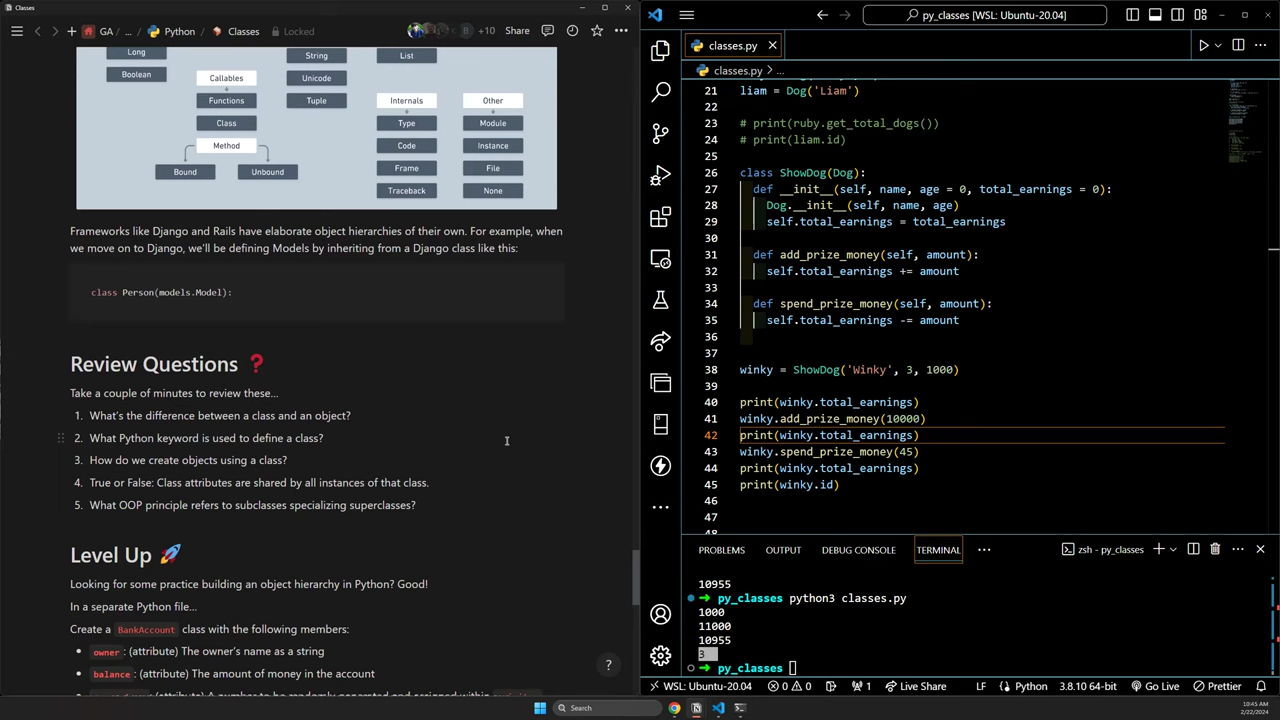 Classes
GA / ... / Python / Classes Locked +10 Share
Long
Boolean
Callables
Functions
Class
Method
Bound
Unbound
String
Unicode
Tuple
List
Internals
Type
Code
Frame
Traceback
Other
Module
Instance
File
None
Frameworks like Django and Rails have elaborate object hierarchies of their own. For example, when
we move on to Django, we'll be defining Models by inheriting from a Django class like this:
class Person(models.Model):
Review Questions ❓
Take a couple of minutes to review these...
1. What's the difference between a class and an object?
2. What Python keyword is used to define a class?
3. How do we create objects using a class?
4. True or False: Class attributes are shared by all instances of that class.
5. What OOP principle refers to subclasses specializing superclasses?
Level Up 🚀
Looking for some practice building an object hierarchy in Python? Good!
In a separate Python file...
Create a BankAccount class with the following members:
• owner: (attribute) The owner's name as a string
• balance: (attribute) The amount of money in the account
?
py_classes [WSL: Ubuntu-20.04]
classes.py
classes.py > ...
21 liam = Dog('Liam')
22
23 # print(ruby.get_total_dogs())
24 # print(liam.id)
25
26 class ShowDog(Dog):
27 def __init__(self, name, age = 0, total_earnings = 0):
28 Dog.__init__(self, name, age)
29 self.total_earnings = total_earnings
30
31 def add_prize_money(self, amount):
32 self.total_earnings += amount
33
34 def spend_prize_money(self, amount):
35 self.total_earnings -= amount
36
37
38 winky = ShowDog('Winky', 3, 1000)
39
40 print(winky.total_earnings)
41 winky.add_prize_money(10000)
42 print(winky.total_earnings)
43 winky.spend_prize_money(45)
44 print(winky.total_earnings)
45 print(winky.id)
46
47
48
PROBLEMS OUTPUT DEBUG CONSOLE TERMINAL ... zsh - py_classes
10955
➜ py_classes python3 classes.py
1000
11000
10955
3
➜ py_classes
WSL: Ubuntu-20.04 0 0 1 Live Share LF Python 3.8.10 64-bit Go Live Prettier
Search
10:45 AM
2/22/2024